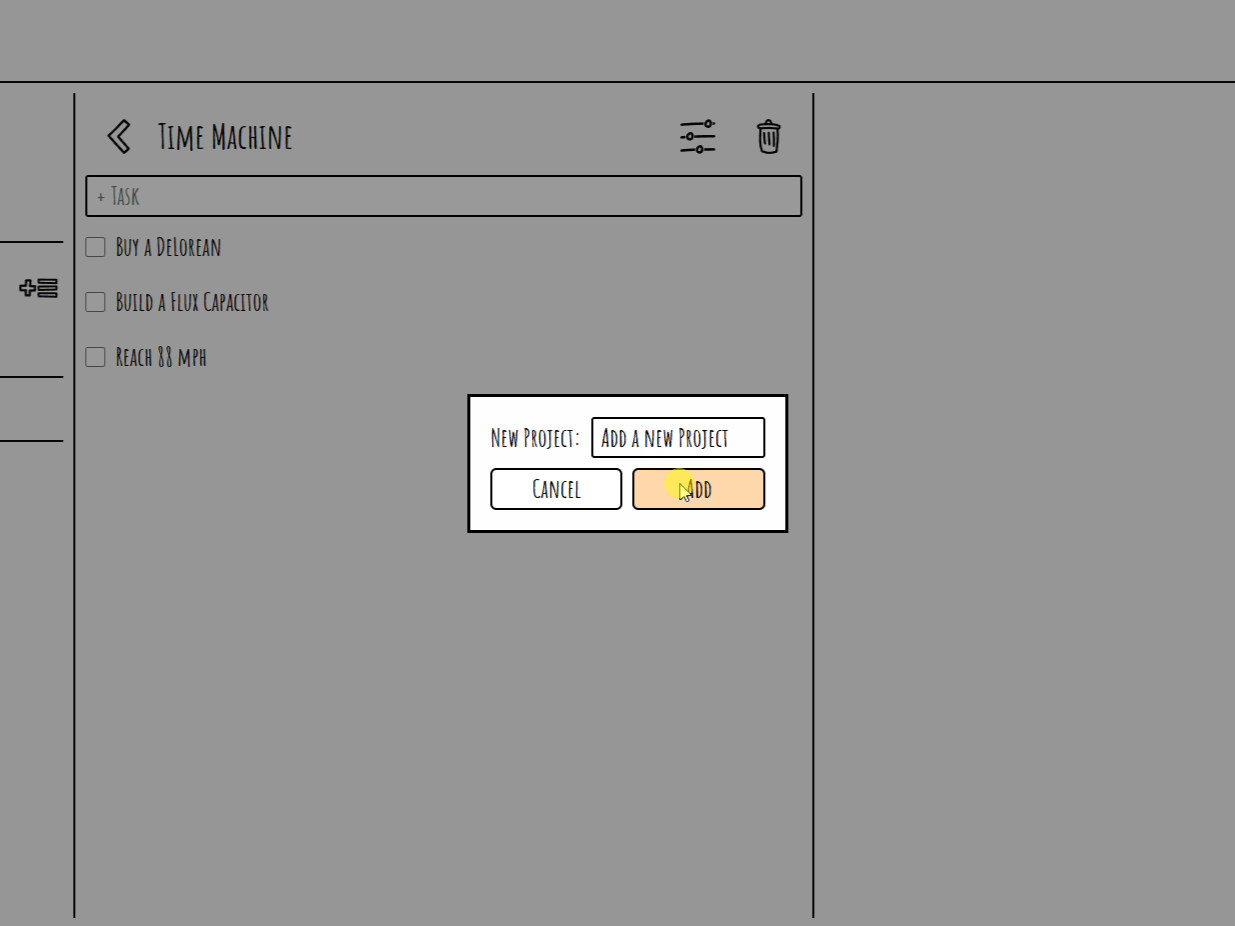 Time Machine
+ Task
Buy a DeLorean
Build a Flux Capacitor
Reach 88 mph
New Project: Add a new Project
Cancel Add